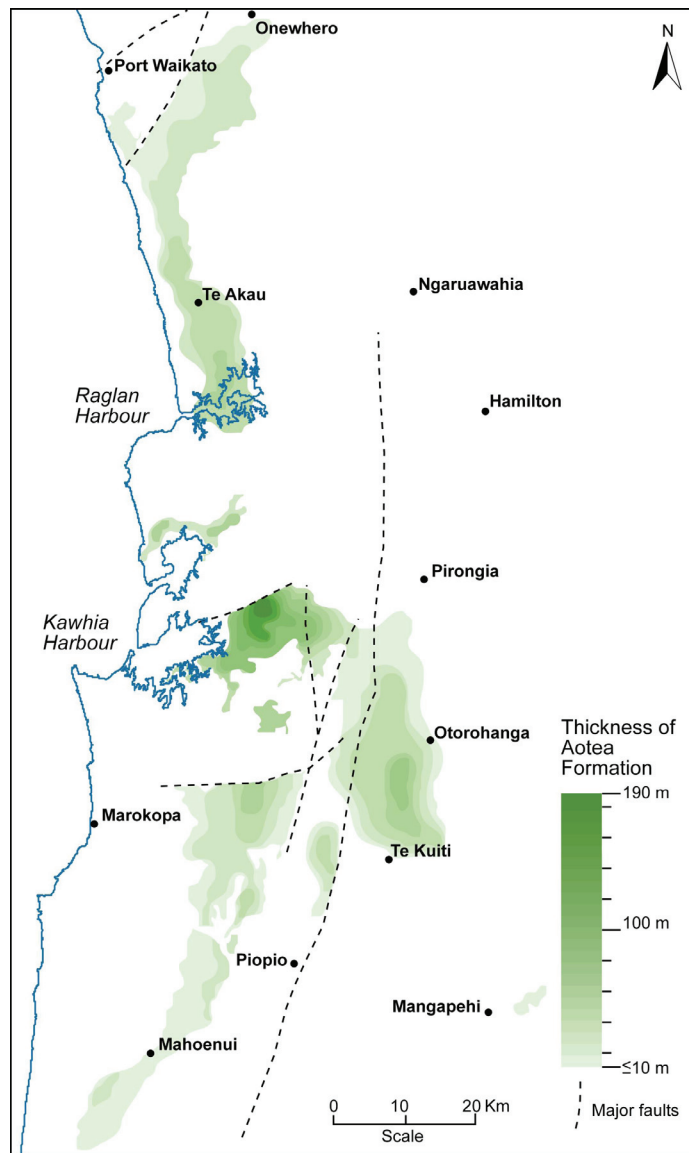 Onewhero
N
Port Waikato
Ngaruawahia
Te Akau
Raglan
Harbour
Hamilton
Pirongia
Kawhia
Harbour
Otorohanga
Thickness of
Aotea
Formation
190 m
Marokopa
Te Kuiti
100 m
Piopio
Mangapehi
Mahoenui
≤10 m
0 10 20 Km
Scale
Major faults